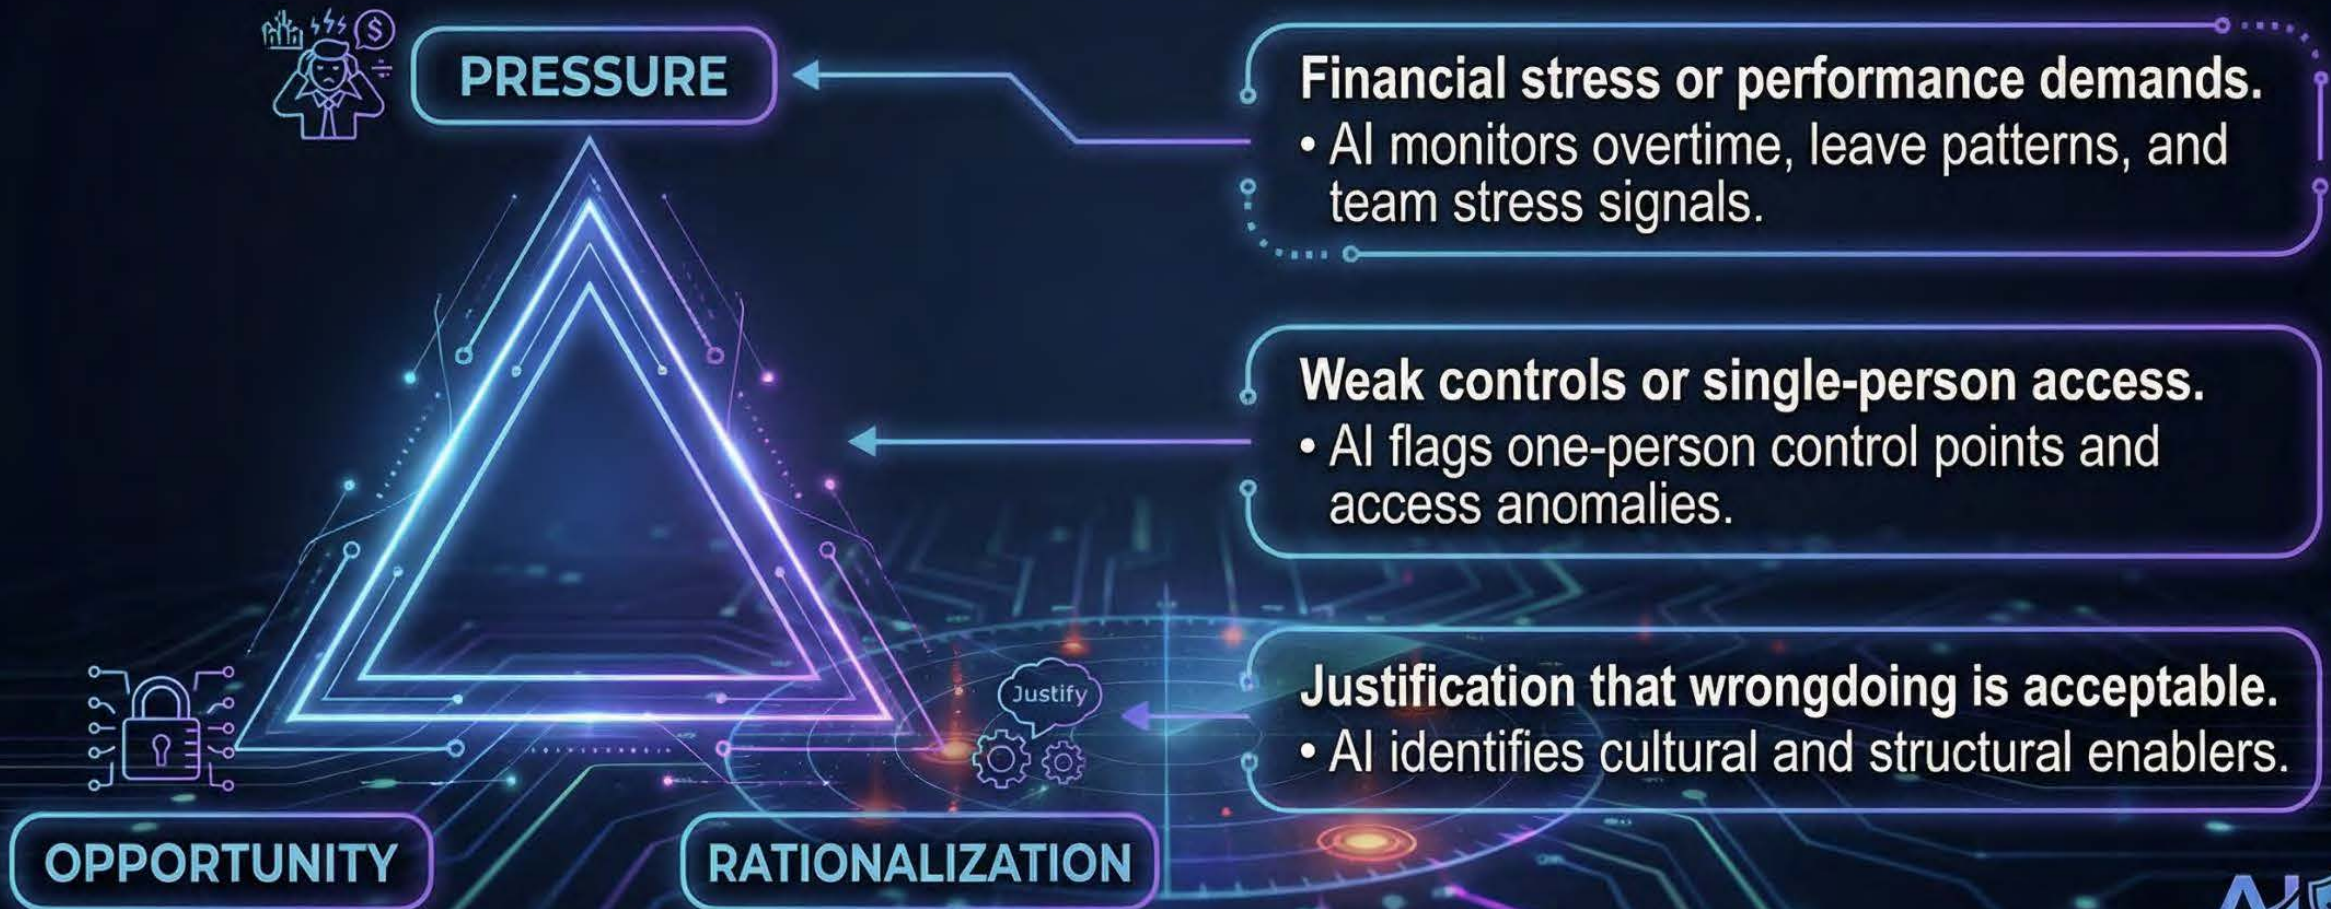 PRESSURE
Financial stress or performance demands.
• AI monitors overtime, leave patterns, and
team stress signals.
Weak controls or single-person access.
• AI flags one-person control points and
access anomalies.
Justify
Justification that wrongdoing is acceptable.
• AI identifies cultural and structural enablers.
OPPORTUNITY
RATIONALIZATION